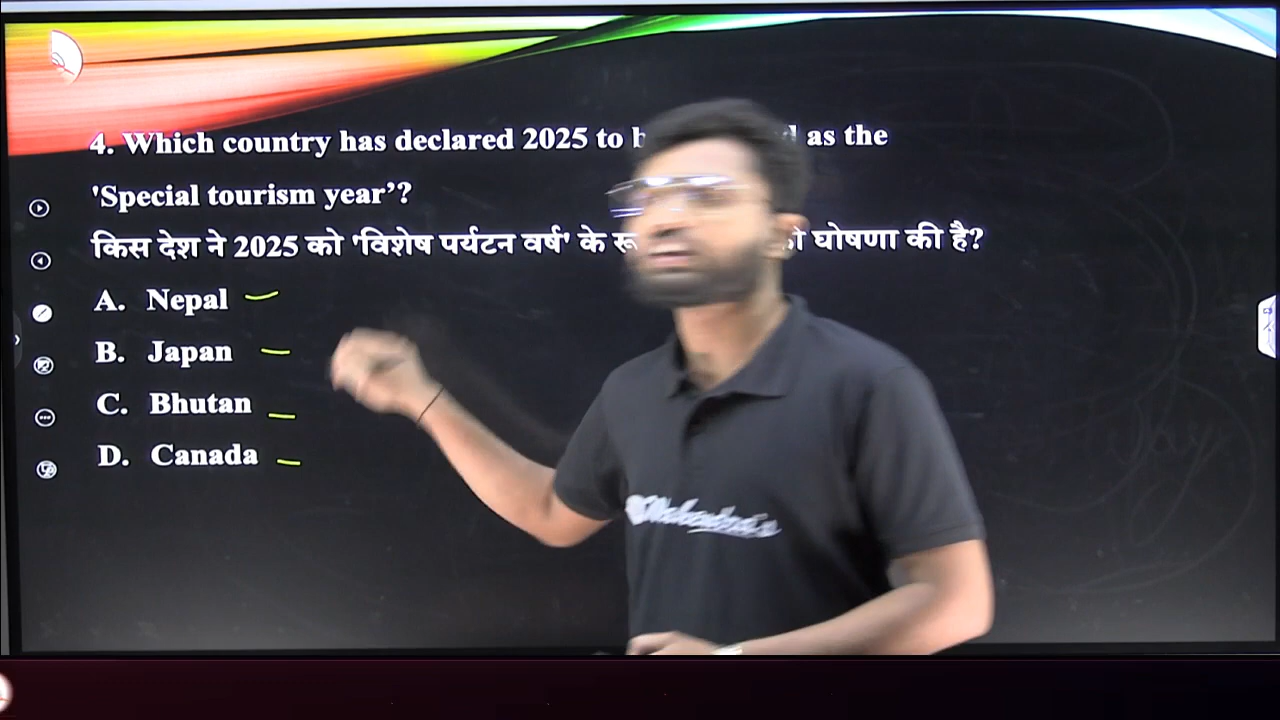 4. Which country has declared 2025 to as the
'Special tourism year’?
किस देश ने 2025 को 'विशेष पर्यटन वर्ष' के घोषणा की है?
A. Nepal
B. Japan
C. Bhutan
D. Canada